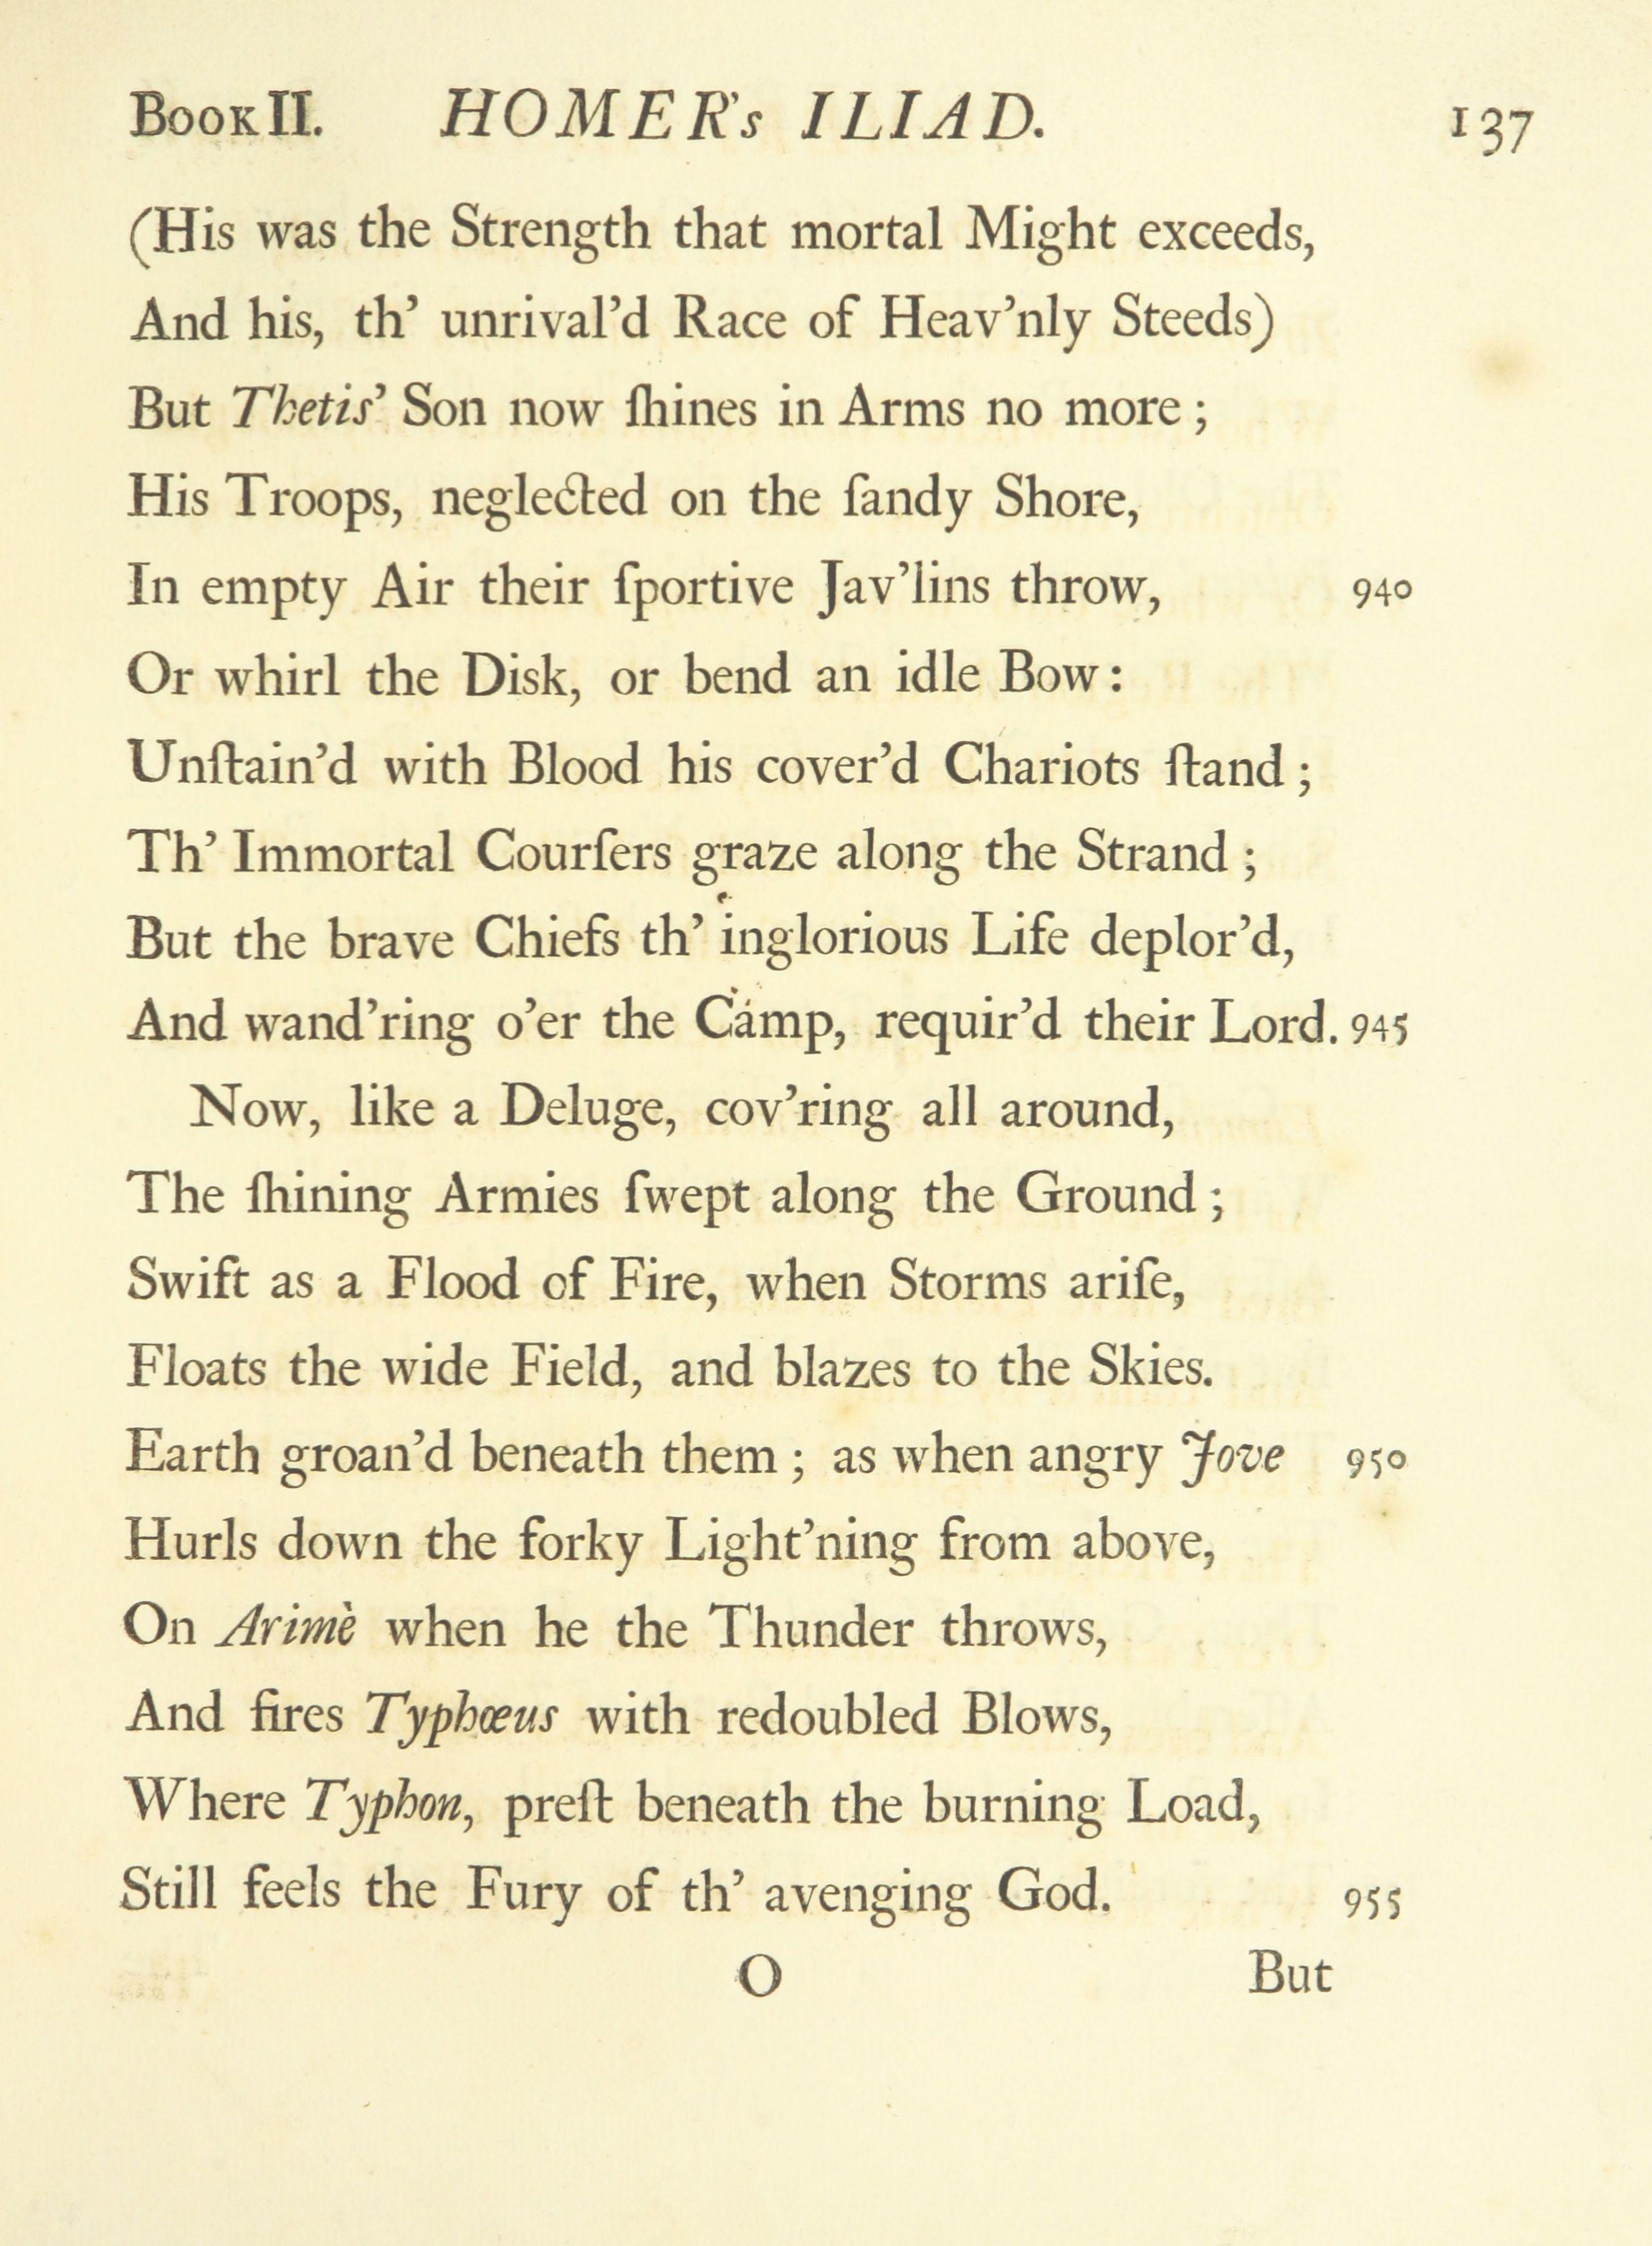 Book II. HOMER's ILIAD. 137
(His was the Strength that mortal Might exceeds,
And his, th' unrival'd Race of Heav'nly Steeds)
But Thetis' Son now ſhines in Arms no more;
His Troops, neglected on the ſandy Shore,
In empty Air their ſportive Jav'lins throw, 940
Or whirl the Disk, or bend an idle Bow:
Unſtain'd with Blood his cover'd Chariots ſtand;
Th' Immortal Courſers graze along the Strand;
But the brave Chiefs th' inglorious Life deplor'd,
And wand'ring o'er the Camp, requir'd their Lord. 945
Now, like a Deluge, cov'ring all around,
The ſhining Armies ſwept along the Ground;
Swift as a Flood of Fire, when Storms ariſe,
Floats the wide Field, and blazes to the Skies.
Earth groan'd beneath them; as when angry Jove 950
Hurls down the forky Light'ning from above,
On Arimè when he the Thunder throws,
And fires Typhœus with redoubled Blows,
Where Typhon, preſt beneath the burning Load,
Still feels the Fury of th' avenging God. 955
O But